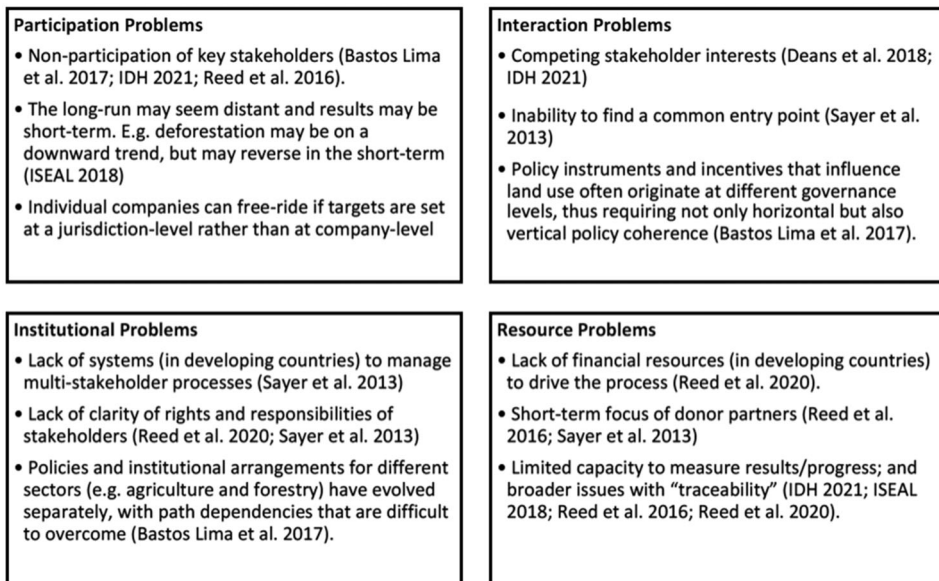 Participation Problems
• Non-participation of key stakeholders (Bastos Lima
et al. 2017; IDH 2021; Reed et al. 2016).
• The long-run may seem distant and results may be
short-term. E.g. deforestation may be on a
downward trend, but may reverse in the short-term
(ISEAL 2018)
• Individual companies can free-ride if targets are set
at a jurisdiction-level rather than at company-level
Interaction Problems
• Competing stakeholder interests (Deans et al. 2018;
IDH 2021)
• Inability to find a common entry point (Sayer et al.
2013)
• Policy instruments and incentives that influence
land use often originate at different governance
levels, thus requiring not only horizontal but also
vertical policy coherence (Bastos Lima et al. 2017).
Institutional Problems
• Lack of systems (in developing countries) to manage
multi-stakeholder processes (Sayer et al. 2013)
• Lack of clarity of rights and responsibilities of
stakeholders (Reed et al. 2020; Sayer et al. 2013)
• Policies and institutional arrangements for different
sectors (e.g. agriculture and forestry) have evolved
separately, with path dependencies that are difficult
to overcome (Bastos Lima et al. 2017).
Resource Problems
• Lack of financial resources (in developing countries)
to drive the process (Reed et al. 2020).
• Short-term focus of donor partners (Reed et al.
2016; Sayer et al. 2013)
• Limited capacity to measure results/progress; and
broader issues with “traceability” (IDH 2021; ISEAL
2018; Reed et al. 2016; Reed et al. 2020).